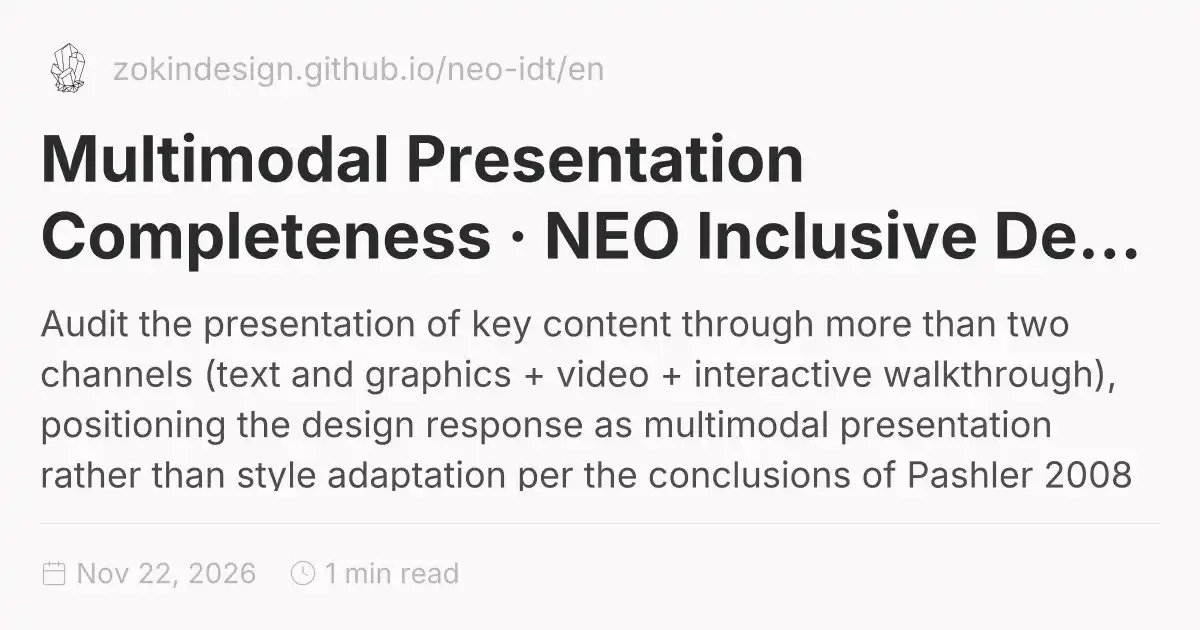 zokindesign.github.io/neo-idt/en
Multimodal Presentation
Completeness · NEO Inclusive De…
Audit the presentation of key content through more than two
channels (text and graphics + video + interactive walkthrough),
positioning the design response as multimodal presentation
rather than style adaptation per the conclusions of Pashler 2008
Nov 22, 2026 1 min read